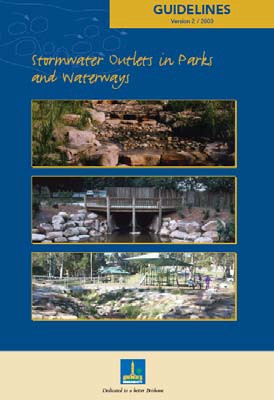 GUIDELINES
Version 2 / 2003
Stormwater Outlets in Parks
and Waterways
Dedicated to a better Brisbane